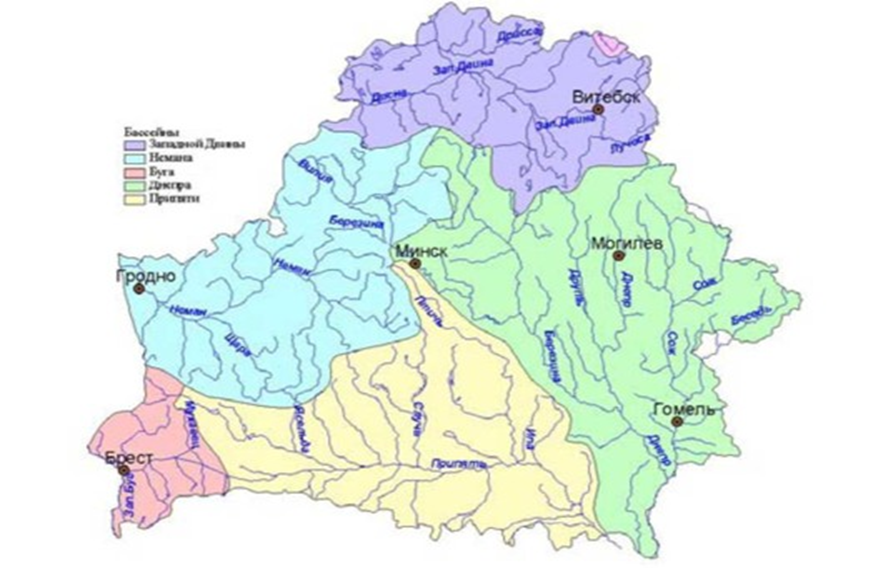 Дрисса
Зап.Двина
Десна
Витебск
Зап.Двина
Лучоса
Бассейны
Западной Двины
Немана
Буга
Днепра
Припяти
Вилия
Березина
Минск
Могилев
Гродно
Неман
Неман
Щара
Птичь
Друть
Днепр
Сож
Беседь
Березина
Сож
Гомель
Мухавец
Ясельда
Случь
Ипа
Днепр
Брест
Припять
Зап.Буг